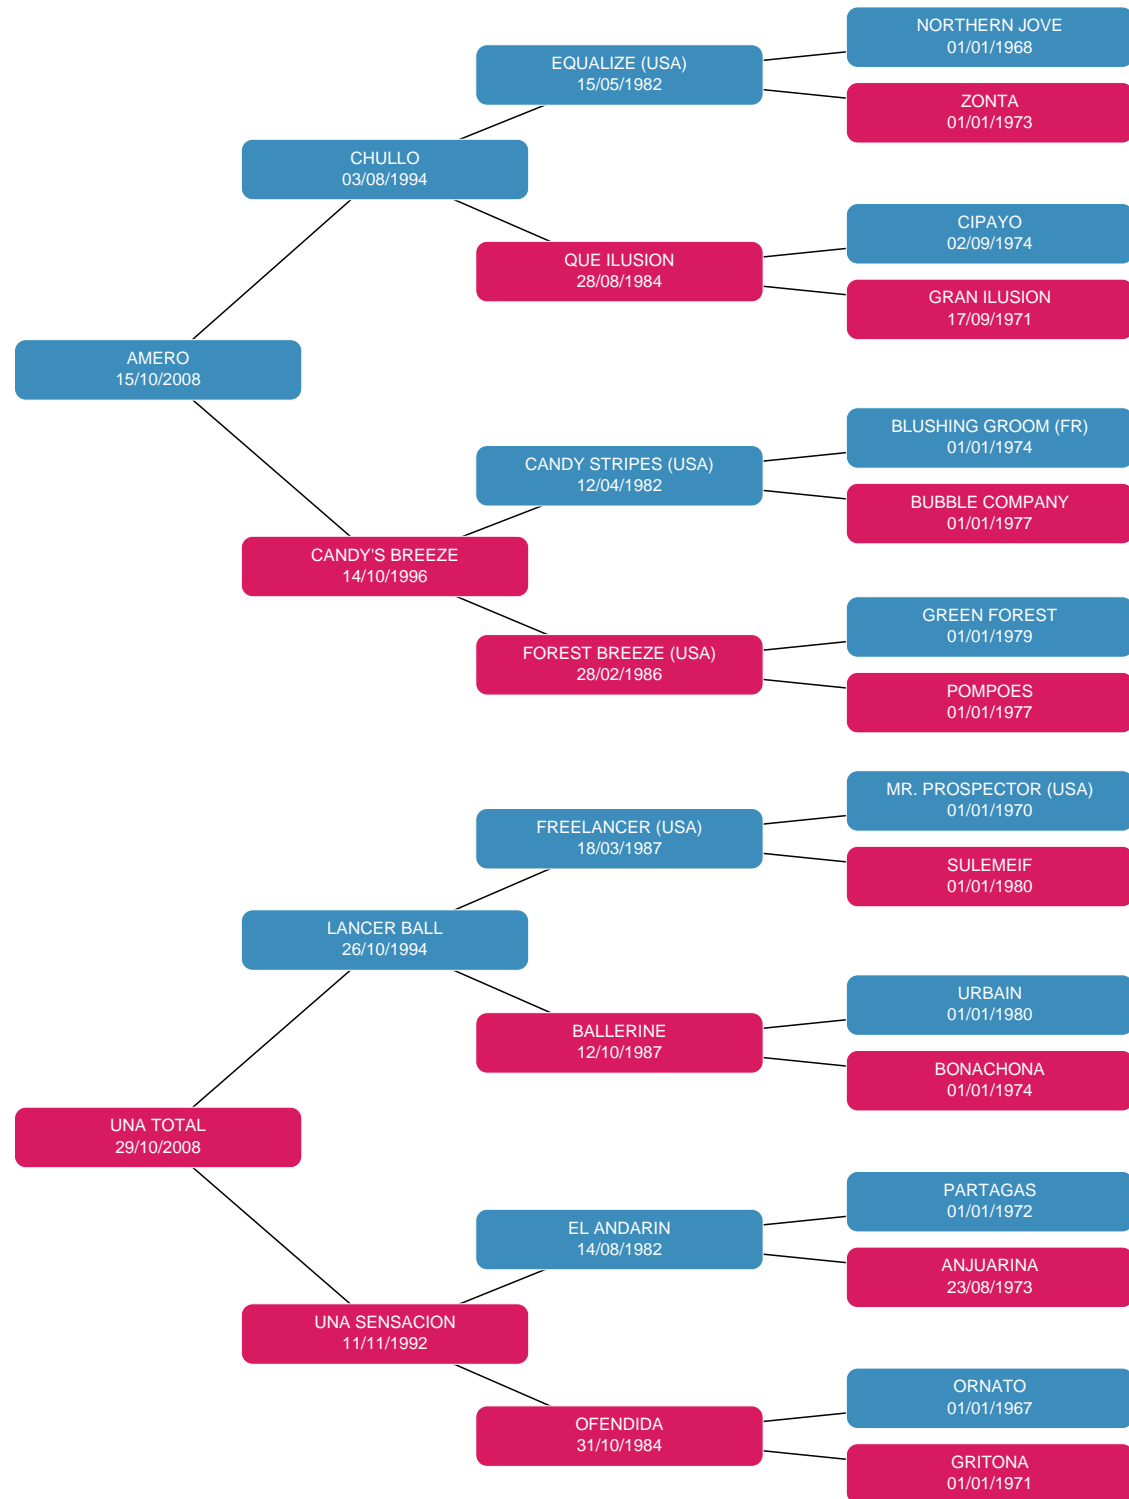 NORTHERN JOVE
01/01/1968
EQUALIZE (USA)
15/05/1982
ZONTA
01/01/1973
CHULLO
03/08/1994
CIPAYO
02/09/1974
QUE ILUSION
28/08/1984
GRAN ILUSION
17/09/1971
AMERO
15/10/2008
BLUSHING GROOM (FR)
01/01/1974
CANDY STRIPES (USA)
12/04/1982
BUBBLE COMPANY
01/01/1977
CANDY'S BREEZE
14/10/1996
GREEN FOREST
01/01/1979
FOREST BREEZE (USA)
28/02/1986
POMPOES
01/01/1977
MR. PROSPECTOR (USA)
01/01/1970
FREELANCER (USA)
18/03/1987
SULEMEIF
01/01/1980
LANCER BALL
26/10/1994
URBAIN
01/01/1980
BALLERINE
12/10/1987
BONACHONA
01/01/1974
UNA TOTAL
29/10/2008
PARTAGAS
01/01/1972
EL ANDARIN
14/08/1982
ANJUARINA
23/08/1973
UNA SENSACION
11/11/1992
ORNATO
01/01/1967
OFENDIDA
31/10/1984
GRITONA
01/01/1971